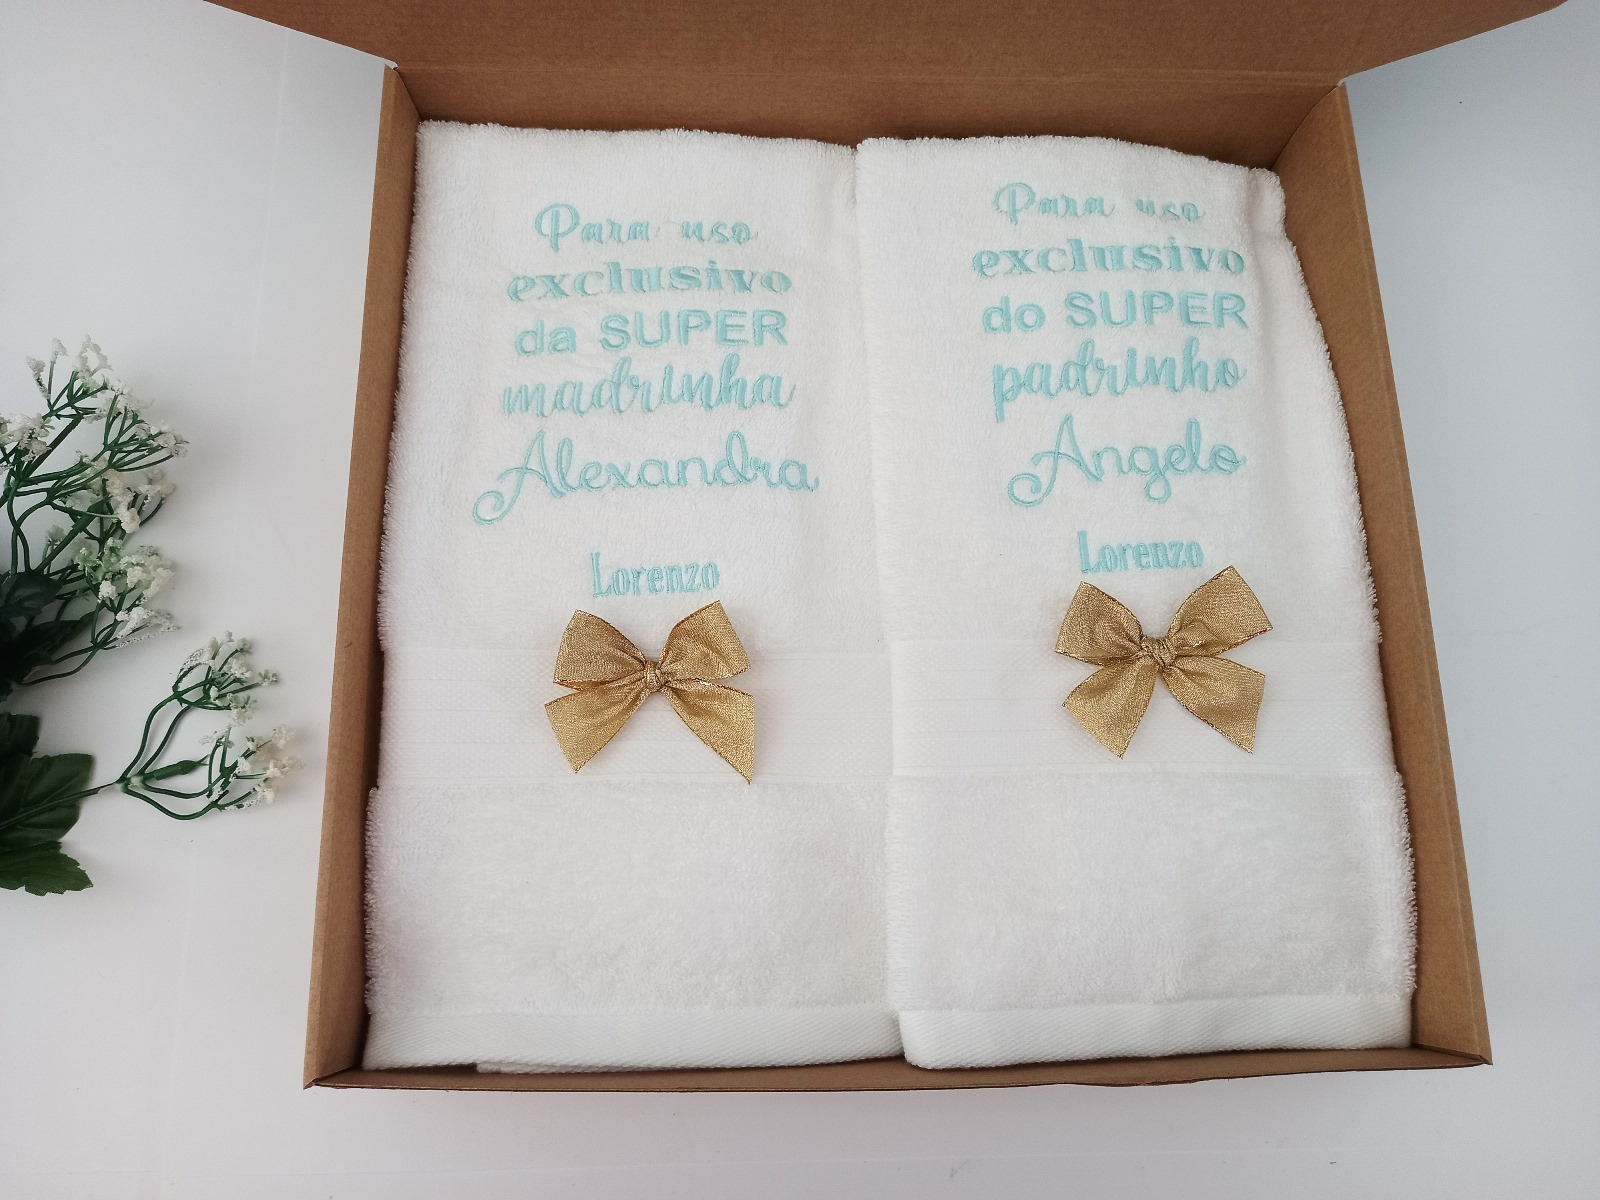 Para uso
exclusivo
da SUPER
madrinha
Alexandra
Lorenzo
Para uso
exclusivo
do SUPER
padrinho
Angelo
Lorenzo